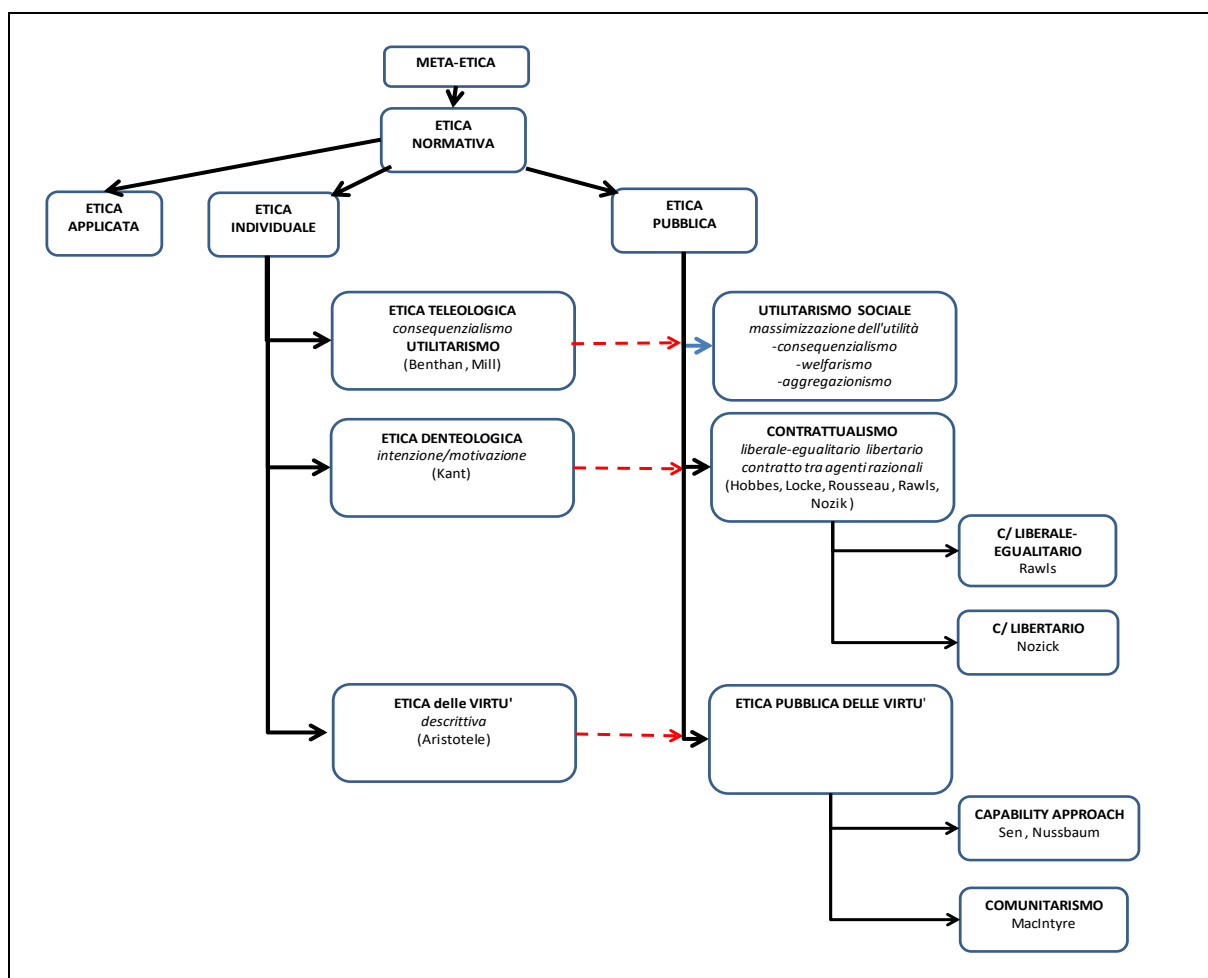 META-ETICA
ETICA
NORMATIVA
ETICA
APPLICATA
ETICA
INDIVIDUALE
ETICA
PUBBLICA
ETICA TELEOLOGICA
consequenzialismo
UTILITARISMO
(Benthan , Mill)
UTILITARISMO SOCIALE
massimizzazione dell'utilità
-consequenzialismo
-welfarismo
-aggregazionismo
ETICA DENTEOLOGICA
intenzione/motivazione
(Kant)
CONTRATTUALISMO
liberale-egualitario libertario
contratto tra agenti razionali
(Hobbes, Locke, Rousseau , Rawls,
Nozik )
C/ LIBERALE-
EGUALITARIO
Rawls
C/ LIBERTARIO
Nozick
ETICA delle VIRTU'
descrittiva
(Aristotele)
ETICA PUBBLICA DELLE VIRTU'
CAPABILITY APPROACH
Sen , Nussbaum
COMUNITARISMO
MacIntyre